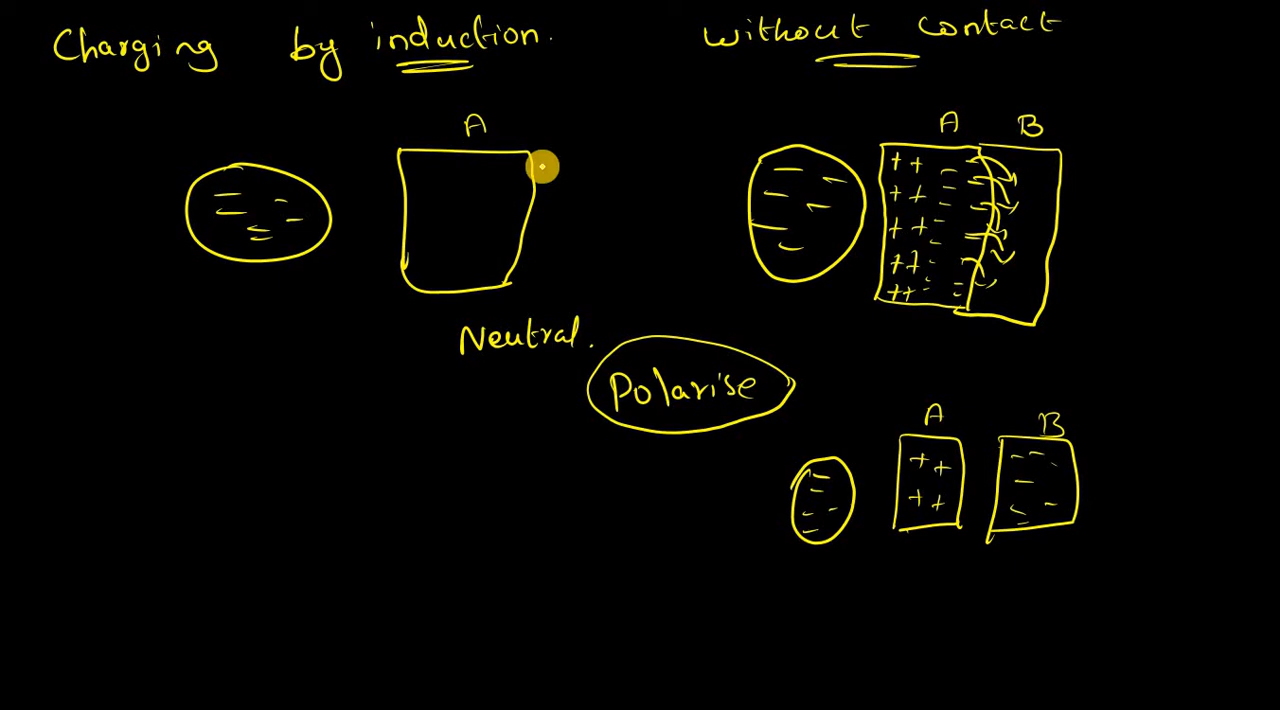 Charging by induction.
without contact
A
A B
Neutral.
Polarise
A B